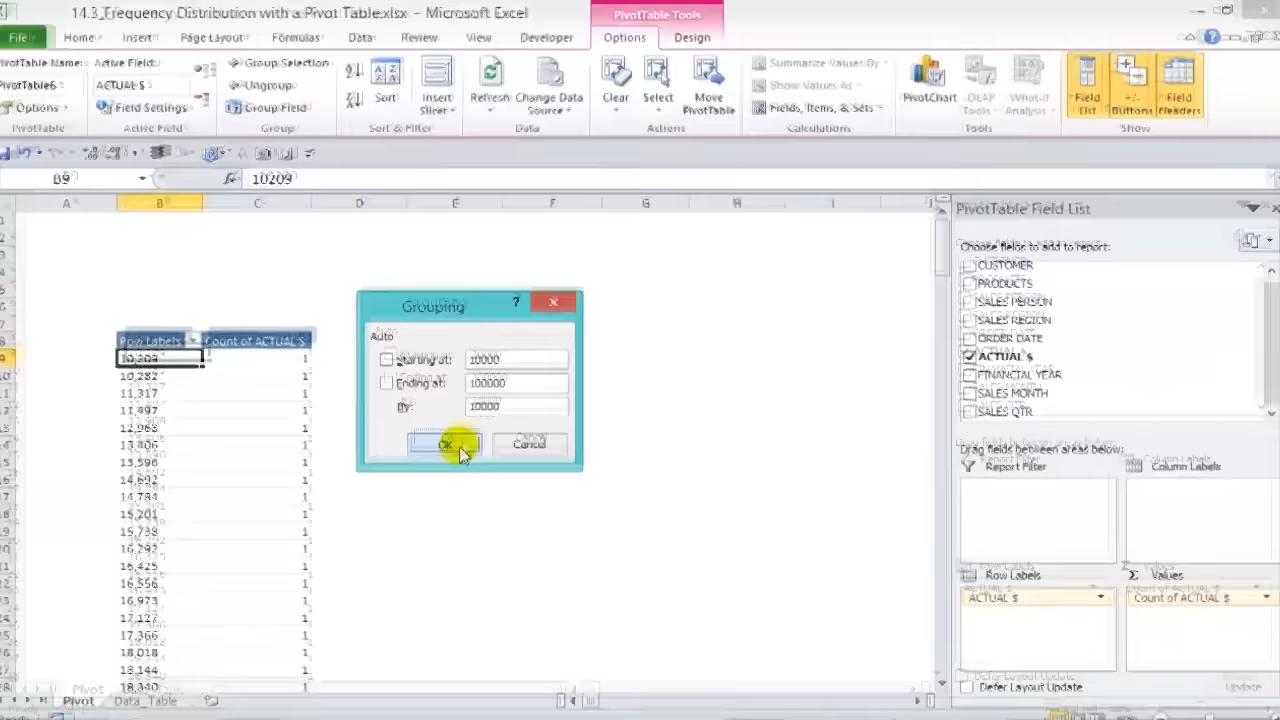 14.3_Frequency Distribution with a Pivot Table.xlsx - Microsoft Excel
PivotTable Tools
File Home Insert Page Layout Formulas Data Review View Developer Options Design
PivotTable Name: Active Field: Group Selection Summarize Values By
PivotTable6 ACTUAL $ Ungroup Show Values As
Options Field Settings Group Field Sort Insert Slicer Refresh Change Data Source Clear Select Move PivotTable Fields, Items, & Sets PivotChart OLAP Tools What-If Analysis Field List +/- Buttons Field Headers
PivotTable Active Field Group Sort & Filter Data Actions Calculations Tools Show
B9 fx 10209
A B C D E F G H I
PivotTable Field List
Choose fields to add to report:
CUSTOMER
PRODUCTS
SALES PERSON
SALES REGION
ORDER DATE
ACTUAL $
FINANCIAL YEAR
SALES MONTH
SALES QTR
Drag fields between areas below:
Report Filter Column Labels
Row Labels Σ Values
ACTUAL $ Count of ACTUAL $
Defer Layout Update Update
Grouping ?
Auto
Starting at: 10000
Ending at: 100000
By: 10000
OK Cancel
Row Labels Count of ACTUAL $
10,209 1
10,282 1
11,317 1
11,497 1
1
13,406 1
13,596 1
14,692 1
14,784 1
15,201 1
15,739 1
16,292 1
16,425 1
16,556 1
16,973 1
17,127 1
17,366 1
18,018 1
18,144 1
18,340 1
Pivot Data_Table